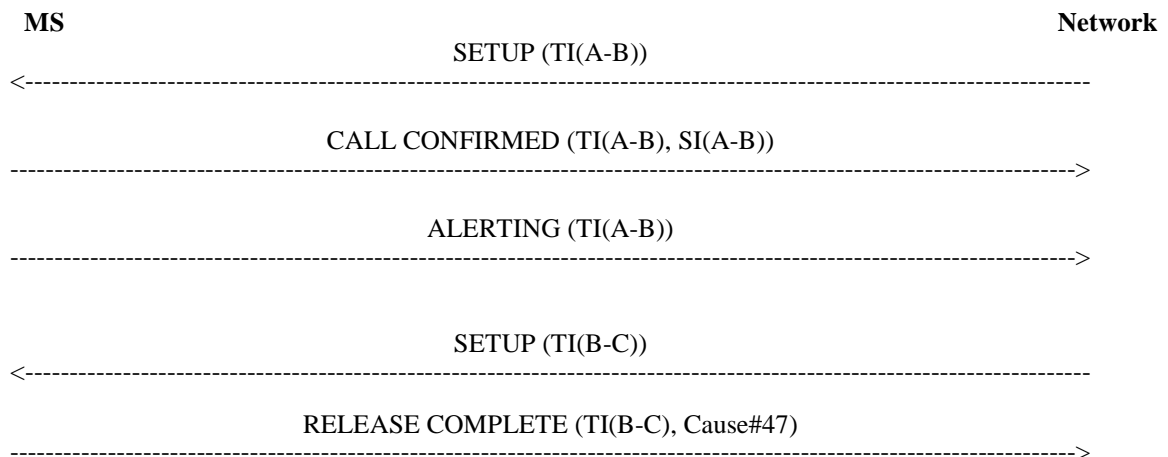 MS Network
SETUP (TI(A-B))
<------------------------------------------------------------------------------------------------------------------------
CALL CONFIRMED (TI(A-B), SI(A-B))
------------------------------------------------------------------------------------------------------------------------>
ALERTING (TI(A-B))
------------------------------------------------------------------------------------------------------------------------>
SETUP (TI(B-C))
<------------------------------------------------------------------------------------------------------------------------
RELEASE COMPLETE (TI(B-C), Cause#47)
------------------------------------------------------------------------------------------------------------------------>